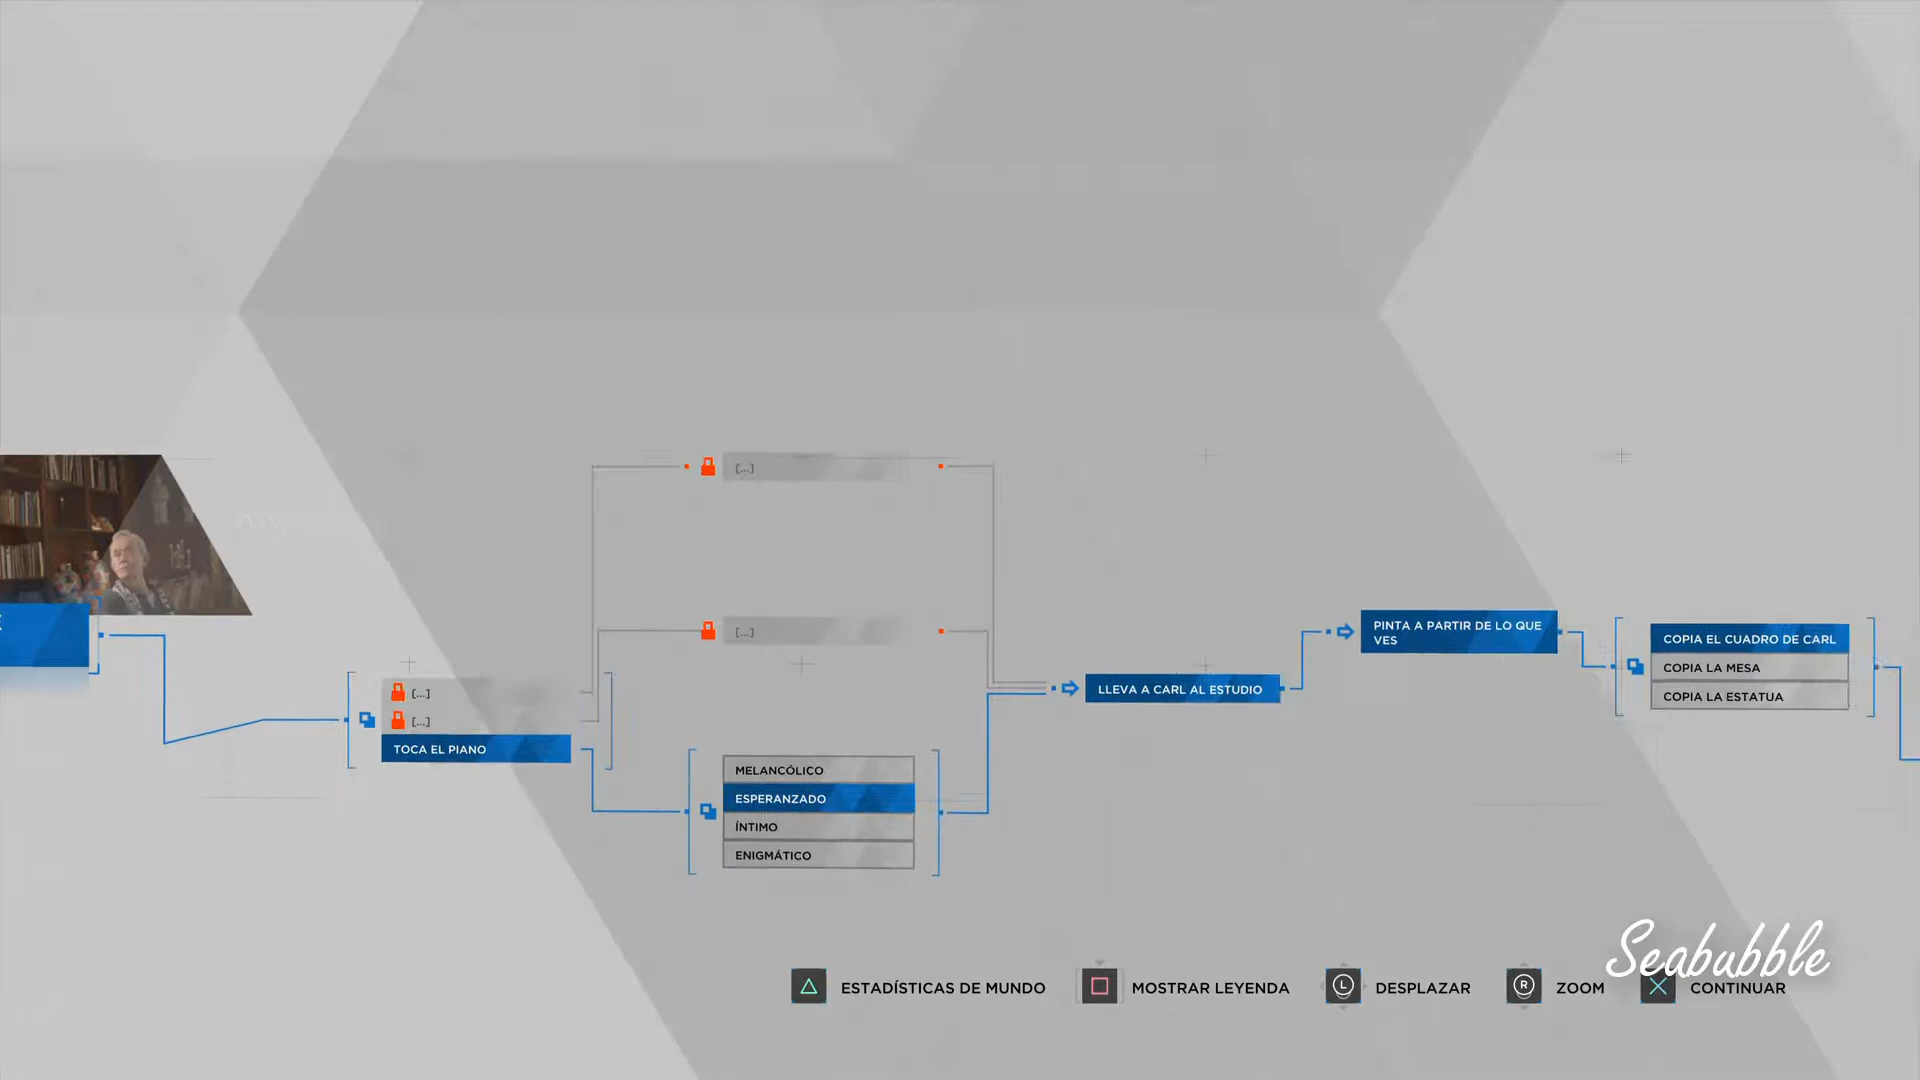 [...]
[...]
[...]
[...]
TOCA EL PIANO
MELANCÓLICO
ESPERANZADO
ÍNTIMO
ENIGMÁTICO
LLEVA A CARL AL ESTUDIO
PINTA A PARTIR DE LO QUE
VES
COPIA EL CUADRO DE CARL
COPIA LA MESA
COPIA LA ESTATUA
Seabubble
ESTADÍSTICAS DE MUNDO
MOSTRAR LEYENDA
L
DESPLAZAR
R
ZOOM
CONTINUAR